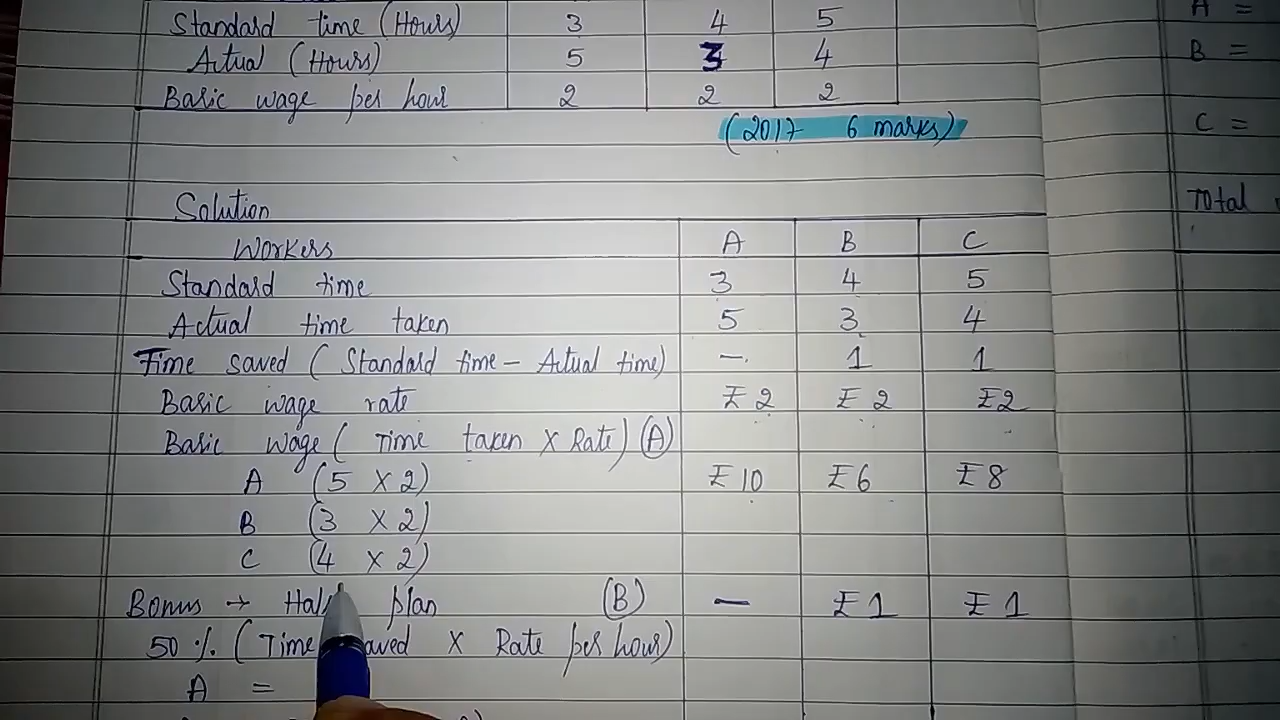 Standard time (Hours) 3 4 5
Actual (Hours) 5 3 4
Basic wage per hour 2 2 2
(2017 6 marks)
Solution
Workers A B C
Standard time 3 4 5
Actual time taken 5 3 4
Time saved (Standard time - Actual time) - 1 1
Basic wage rate ₹2 ₹2 ₹2
Basic wage (Time taken X Rate) (A)
A (5 X 2) ₹10 ₹6 ₹8
B (3 X 2)
C (4 X 2)
Bonus → plan (B) - ₹1 ₹1
50% (Time X Rate per hour)
A =
A =
B =
C =
Total